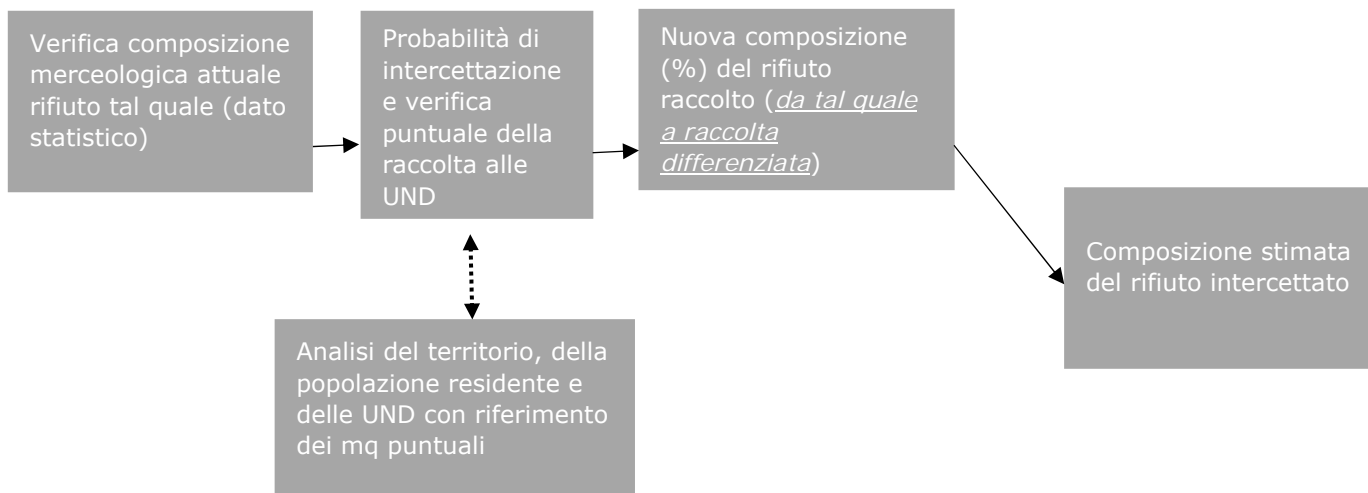 Verifica composizione
merceologica attuale
rifiuto tal quale (dato
statistico)
Probabilità di
intercettazione
e verifica
puntuale della
raccolta alle
UND
Nuova composizione
(%) del rifiuto
raccolto (da tal quale
a raccolta
differenziata)
Composizione stimata
del rifiuto intercettato
Analisi del territorio, della
popolazione residente e
delle UND con riferimento
dei mq puntuali